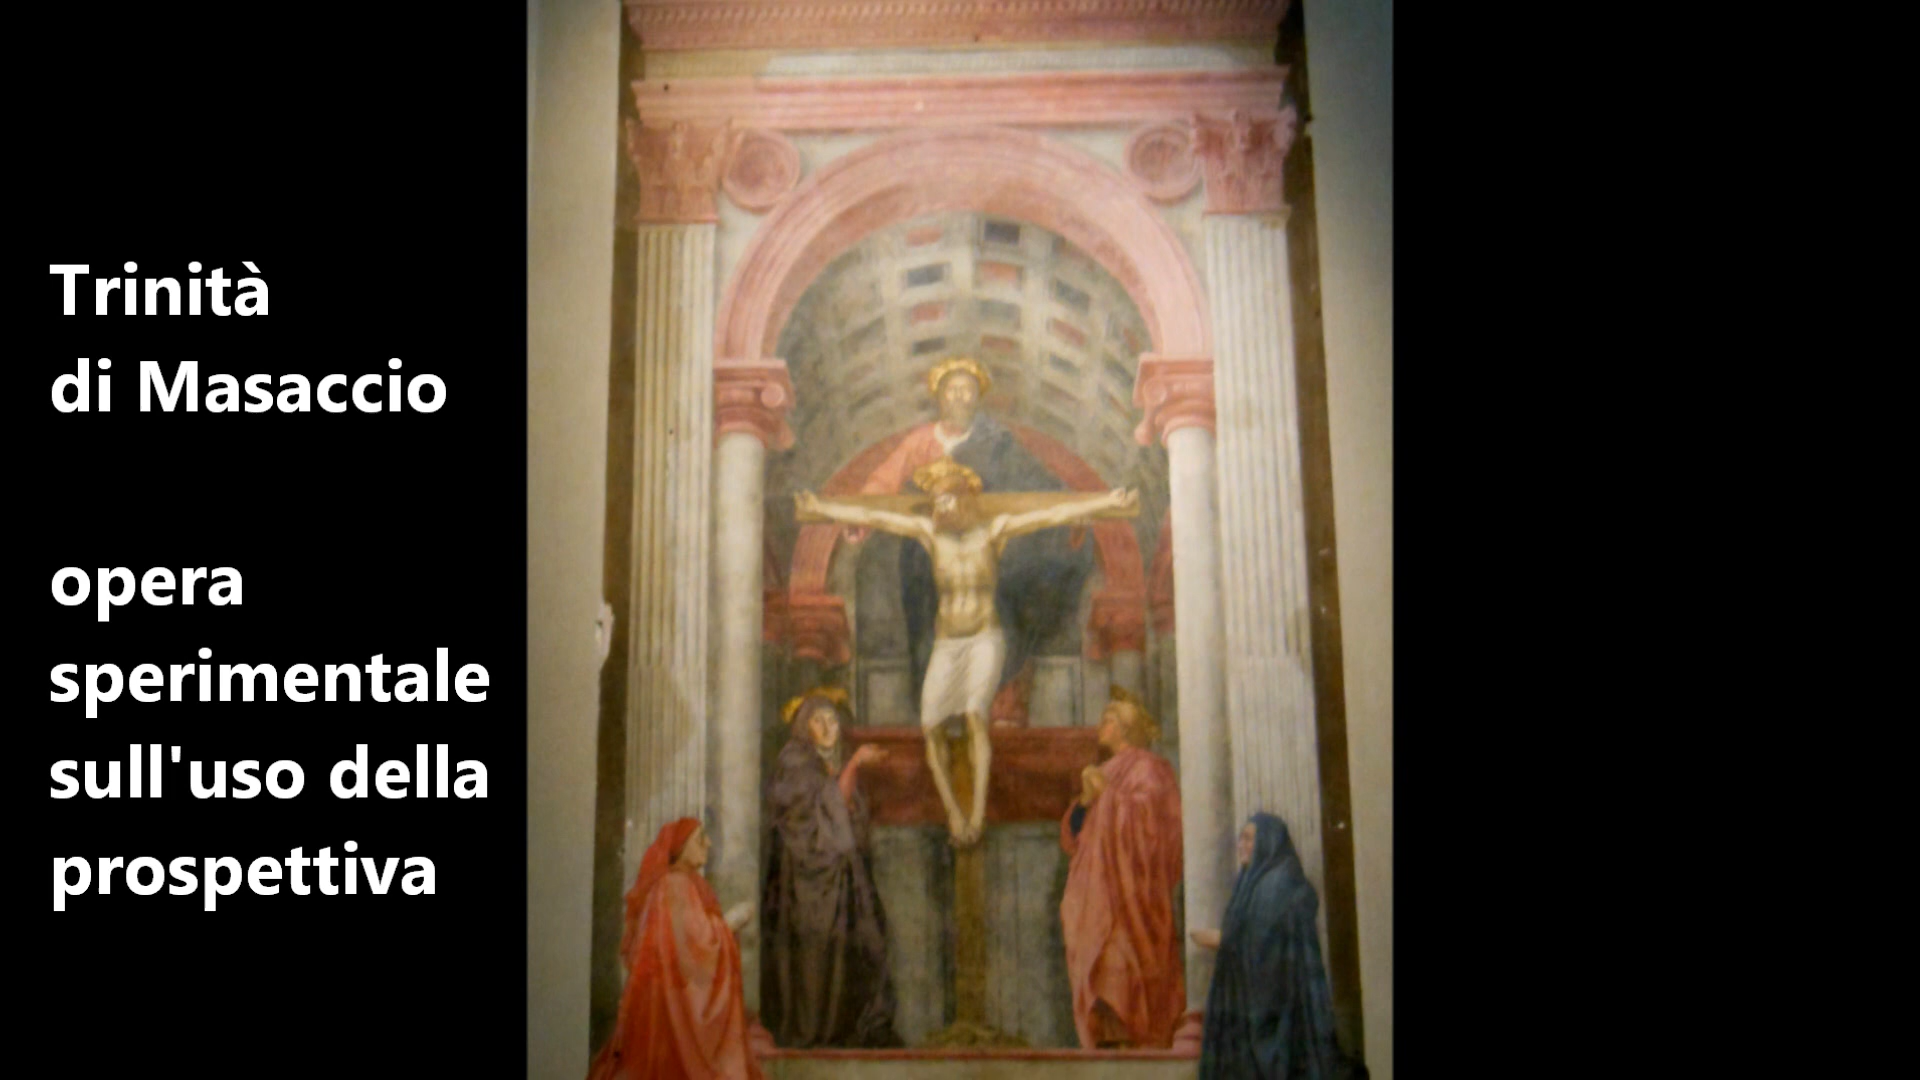 Trinità
di Masaccio
opera
sperimentale
sull'uso della
prospettiva